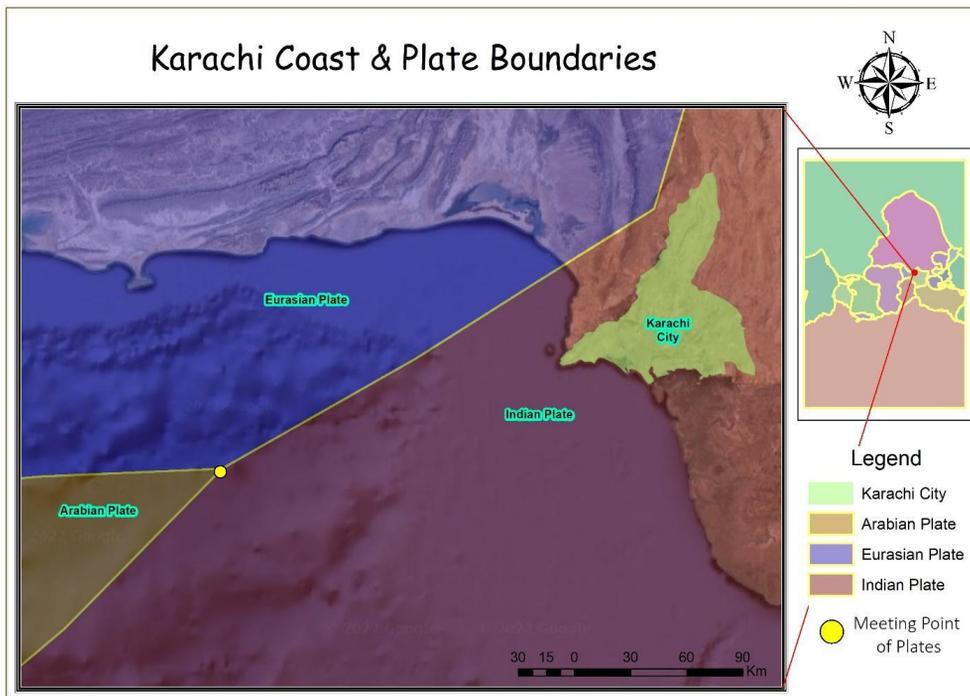 Karachi Coast & Plate Boundaries
N
W
E
S
Eurasian Plate
Karachi
City
Indian Plate
Arabian Plate
Legend
Karachi City
Arabian Plate
Eurasian Plate
Indian Plate
Meeting Point
of Plates
30 15 0 30 60 90
Km